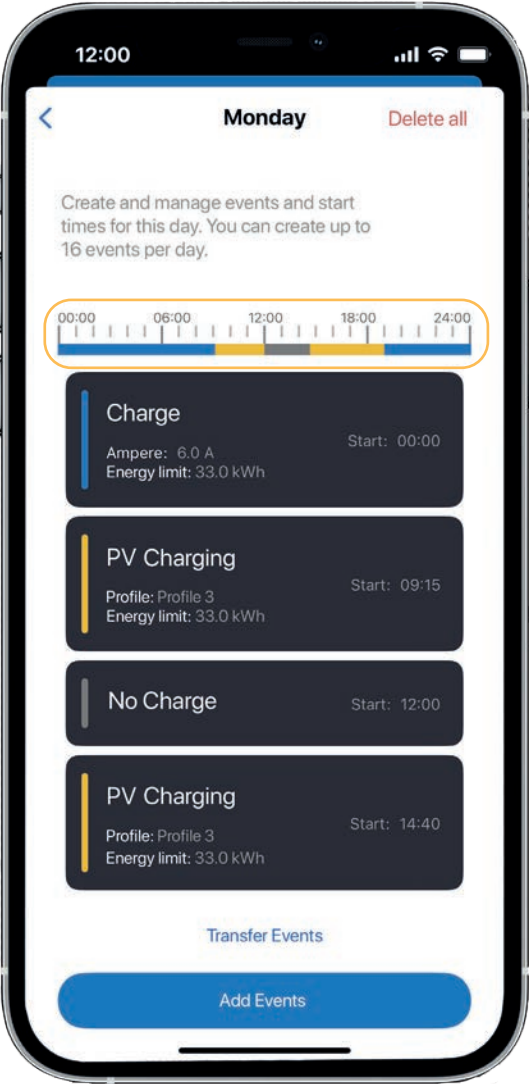 12:00
Monday
Delete all
Create and manage events and start
times for this day. You can create up to
16 events per day.
00:00 06:00 12:00 18:00 24:00
Charge
Ampere: 6.0 A
Energy limit: 33.0 kWh
Start: 00:00
PV Charging
Profile: Profile 3
Energy limit: 33.0 kWh
Start: 09:15
No Charge
Start: 12:00
PV Charging
Profile: Profile 3
Energy limit: 33.0 kWh
Start: 14:40
Transfer Events
Add Events